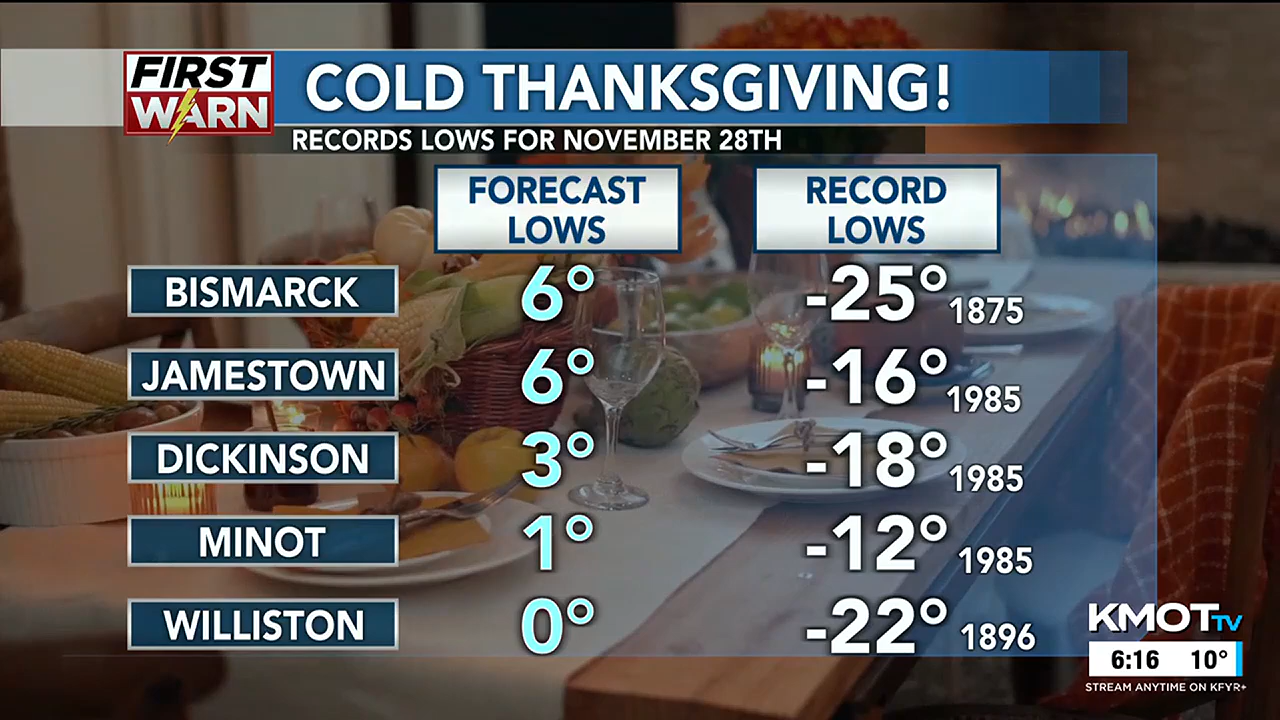 FIRST
WARN
COLD THANKSGIVING!
RECORDS LOWS FOR NOVEMBER 28TH
FORECAST
LOWS
RECORD
LOWS
BISMARCK 6° -25° 1875
JAMESTOWN 6° -16° 1985
DICKINSON 3° -18° 1985
MINOT 1° -12° 1985
WILLISTON 0° -22° 1896
KMOT TV
6:16 10°
STREAM ANYTIME ON KFYR+